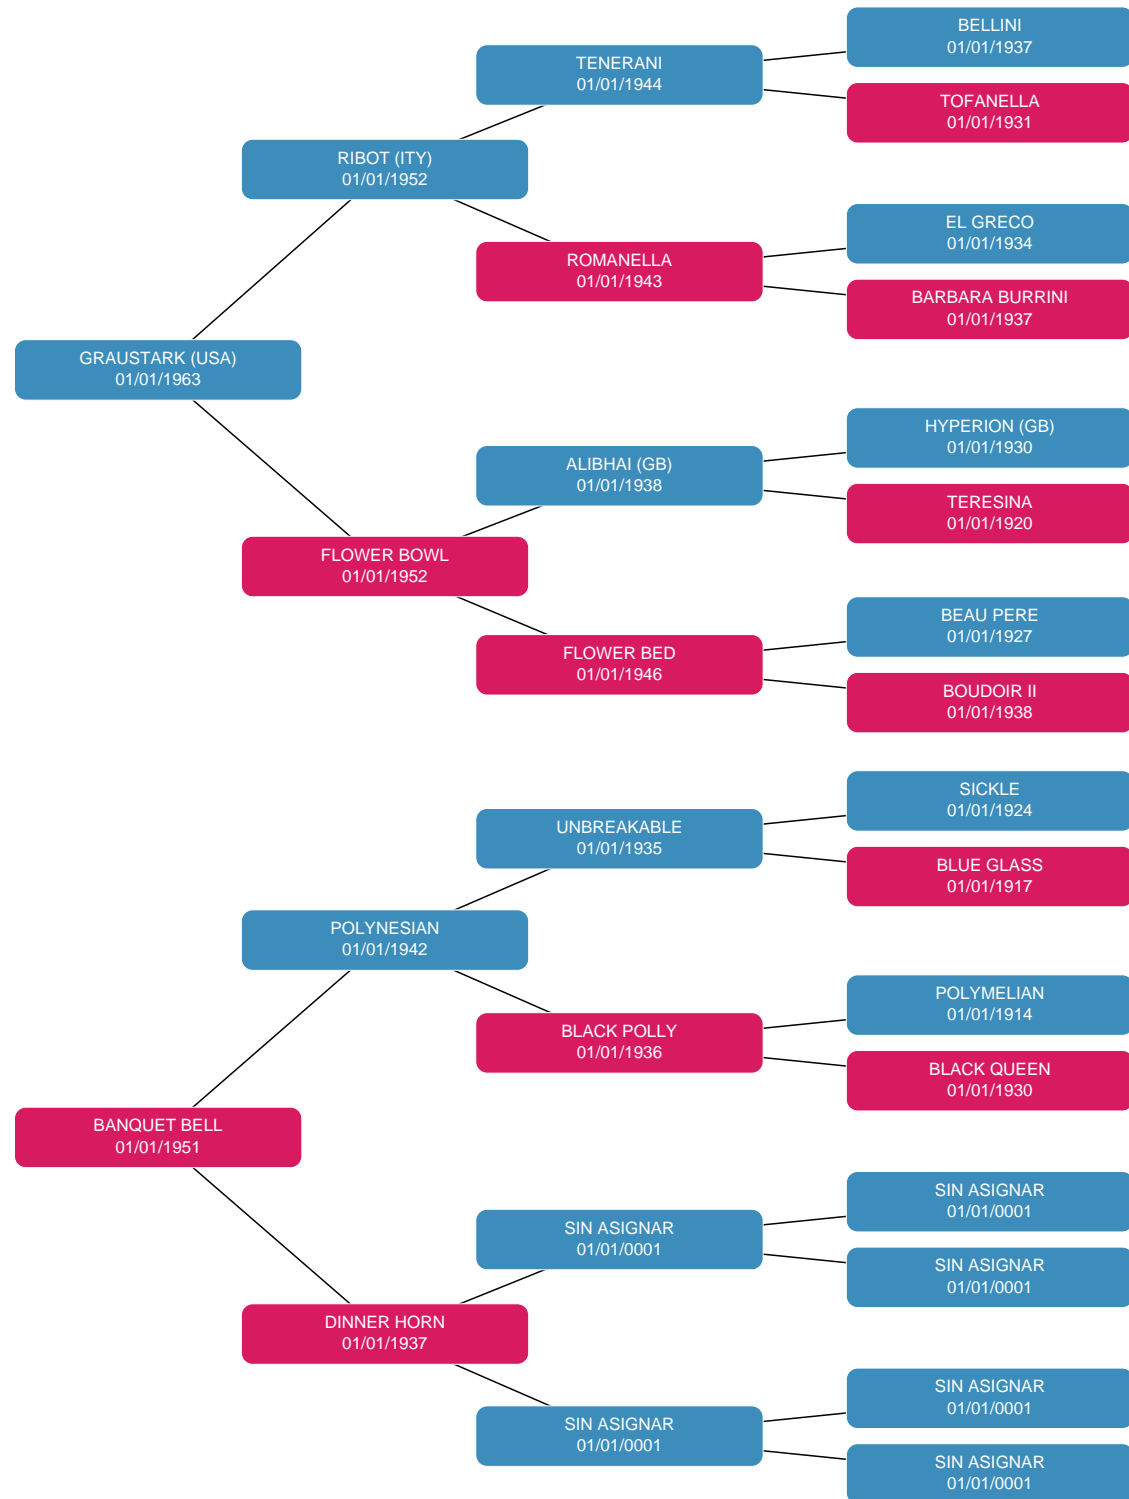 BELLINI
01/01/1937
TENERANI
01/01/1944
TOFANELLA
01/01/1931
RIBOT (ITY)
01/01/1952
EL GRECO
01/01/1934
ROMANELLA
01/01/1943
BARBARA BURRINI
01/01/1937
GRAUSTARK (USA)
01/01/1963
HYPERION (GB)
01/01/1930
ALIBHAI (GB)
01/01/1938
TERESINA
01/01/1920
FLOWER BOWL
01/01/1952
BEAU PERE
01/01/1927
FLOWER BED
01/01/1946
BOUDOIR II
01/01/1938
SICKLE
01/01/1924
UNBREAKABLE
01/01/1935
BLUE GLASS
01/01/1917
POLYNESIAN
01/01/1942
POLYMELIAN
01/01/1914
BLACK POLLY
01/01/1936
BLACK QUEEN
01/01/1930
BANQUET BELL
01/01/1951
SIN ASIGNAR
01/01/0001
SIN ASIGNAR
01/01/0001
SIN ASIGNAR
01/01/0001
DINNER HORN
01/01/1937
SIN ASIGNAR
01/01/0001
SIN ASIGNAR
01/01/0001
SIN ASIGNAR
01/01/0001